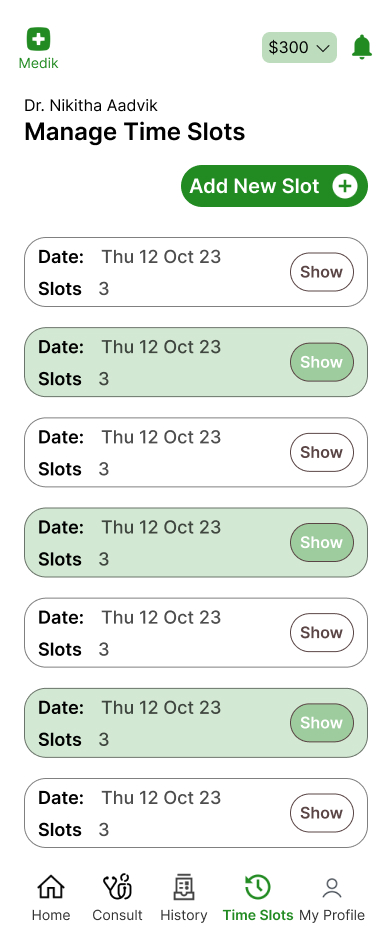 Medik
$300
Dr. Nikitha Aadvik
Manage Time Slots
Add New Slot
Date: Thu 12 Oct 23
Show
Slots 3
Date: Thu 12 Oct 23
Show
Slots 3
Date: Thu 12 Oct 23
Show
Slots 3
Date: Thu 12 Oct 23
Show
Slots 3
Date: Thu 12 Oct 23
Show
Slots 3
Date: Thu 12 Oct 23
Show
Slots 3
Date: Thu 12 Oct 23
Show
Slots 3
Home Consult History Time Slots My Profile